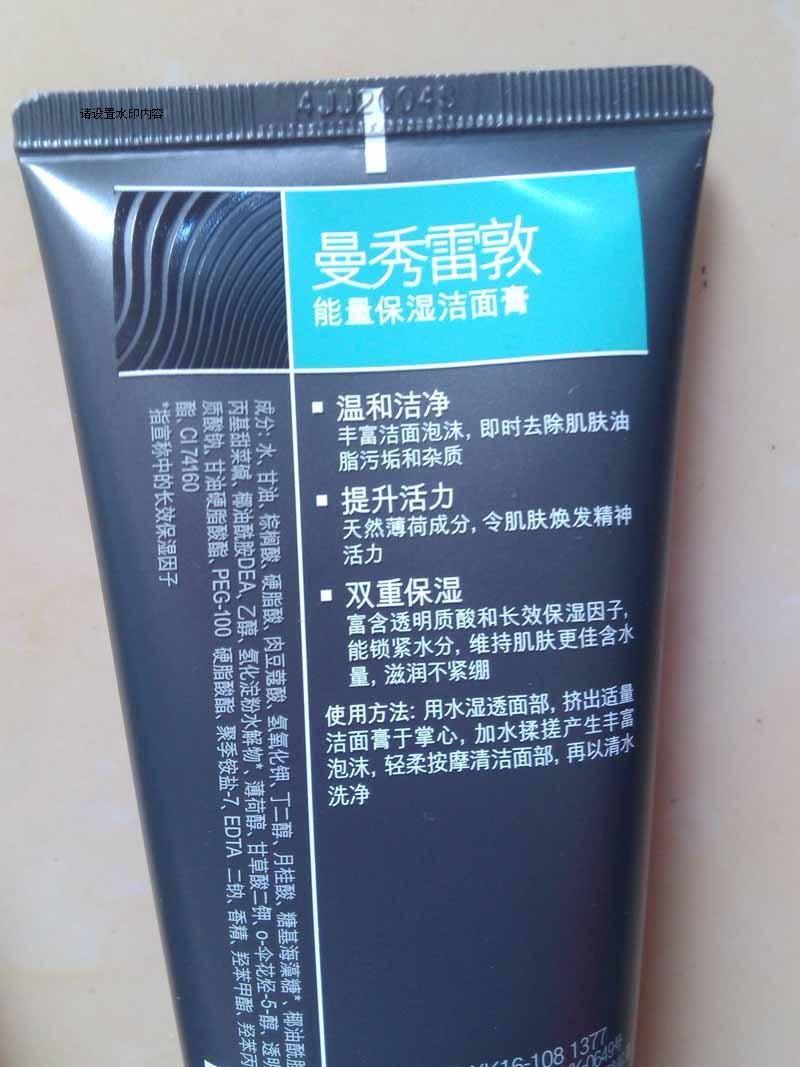 请设置水印内容
曼秀雷敦
能量保湿洁面膏
温和洁净
丰富洁面泡沫, 即时去除肌肤油
脂污垢和杂质
提升活力
天然薄荷成分, 令肌肤焕发精神
活力
双重保湿
富含透明质酸和长效保湿因子,
能锁紧水分, 维持肌肤更佳含水
量, 滋润不紧绷
使用方法: 用水湿透面部, 挤出适量
洁面膏于掌心, 加水揉搓产生丰富
泡沫, 轻柔按摩清洁面部, 再以清水
洗净
成分: 水、甘油、棕榈酸、硬脂酸、肉豆蔻酸、氢氧化钾、丁二醇、月桂酸、糖基海藻糖*、椰油酰胺
丙基甜菜碱、椰油酰胺DEA、乙醇、氢化淀粉水解物*、薄荷醇、甘草酸二钾、o-伞花烃-5-醇、透明
质酸钠、甘油硬脂酸酯、PEG-100 硬脂酸酯、聚季铵盐-7、EDTA 二钠、香精、羟苯甲酯、羟苯丙
酯、CI 74160
*指宣称中的长效保湿因子
16-108 1377